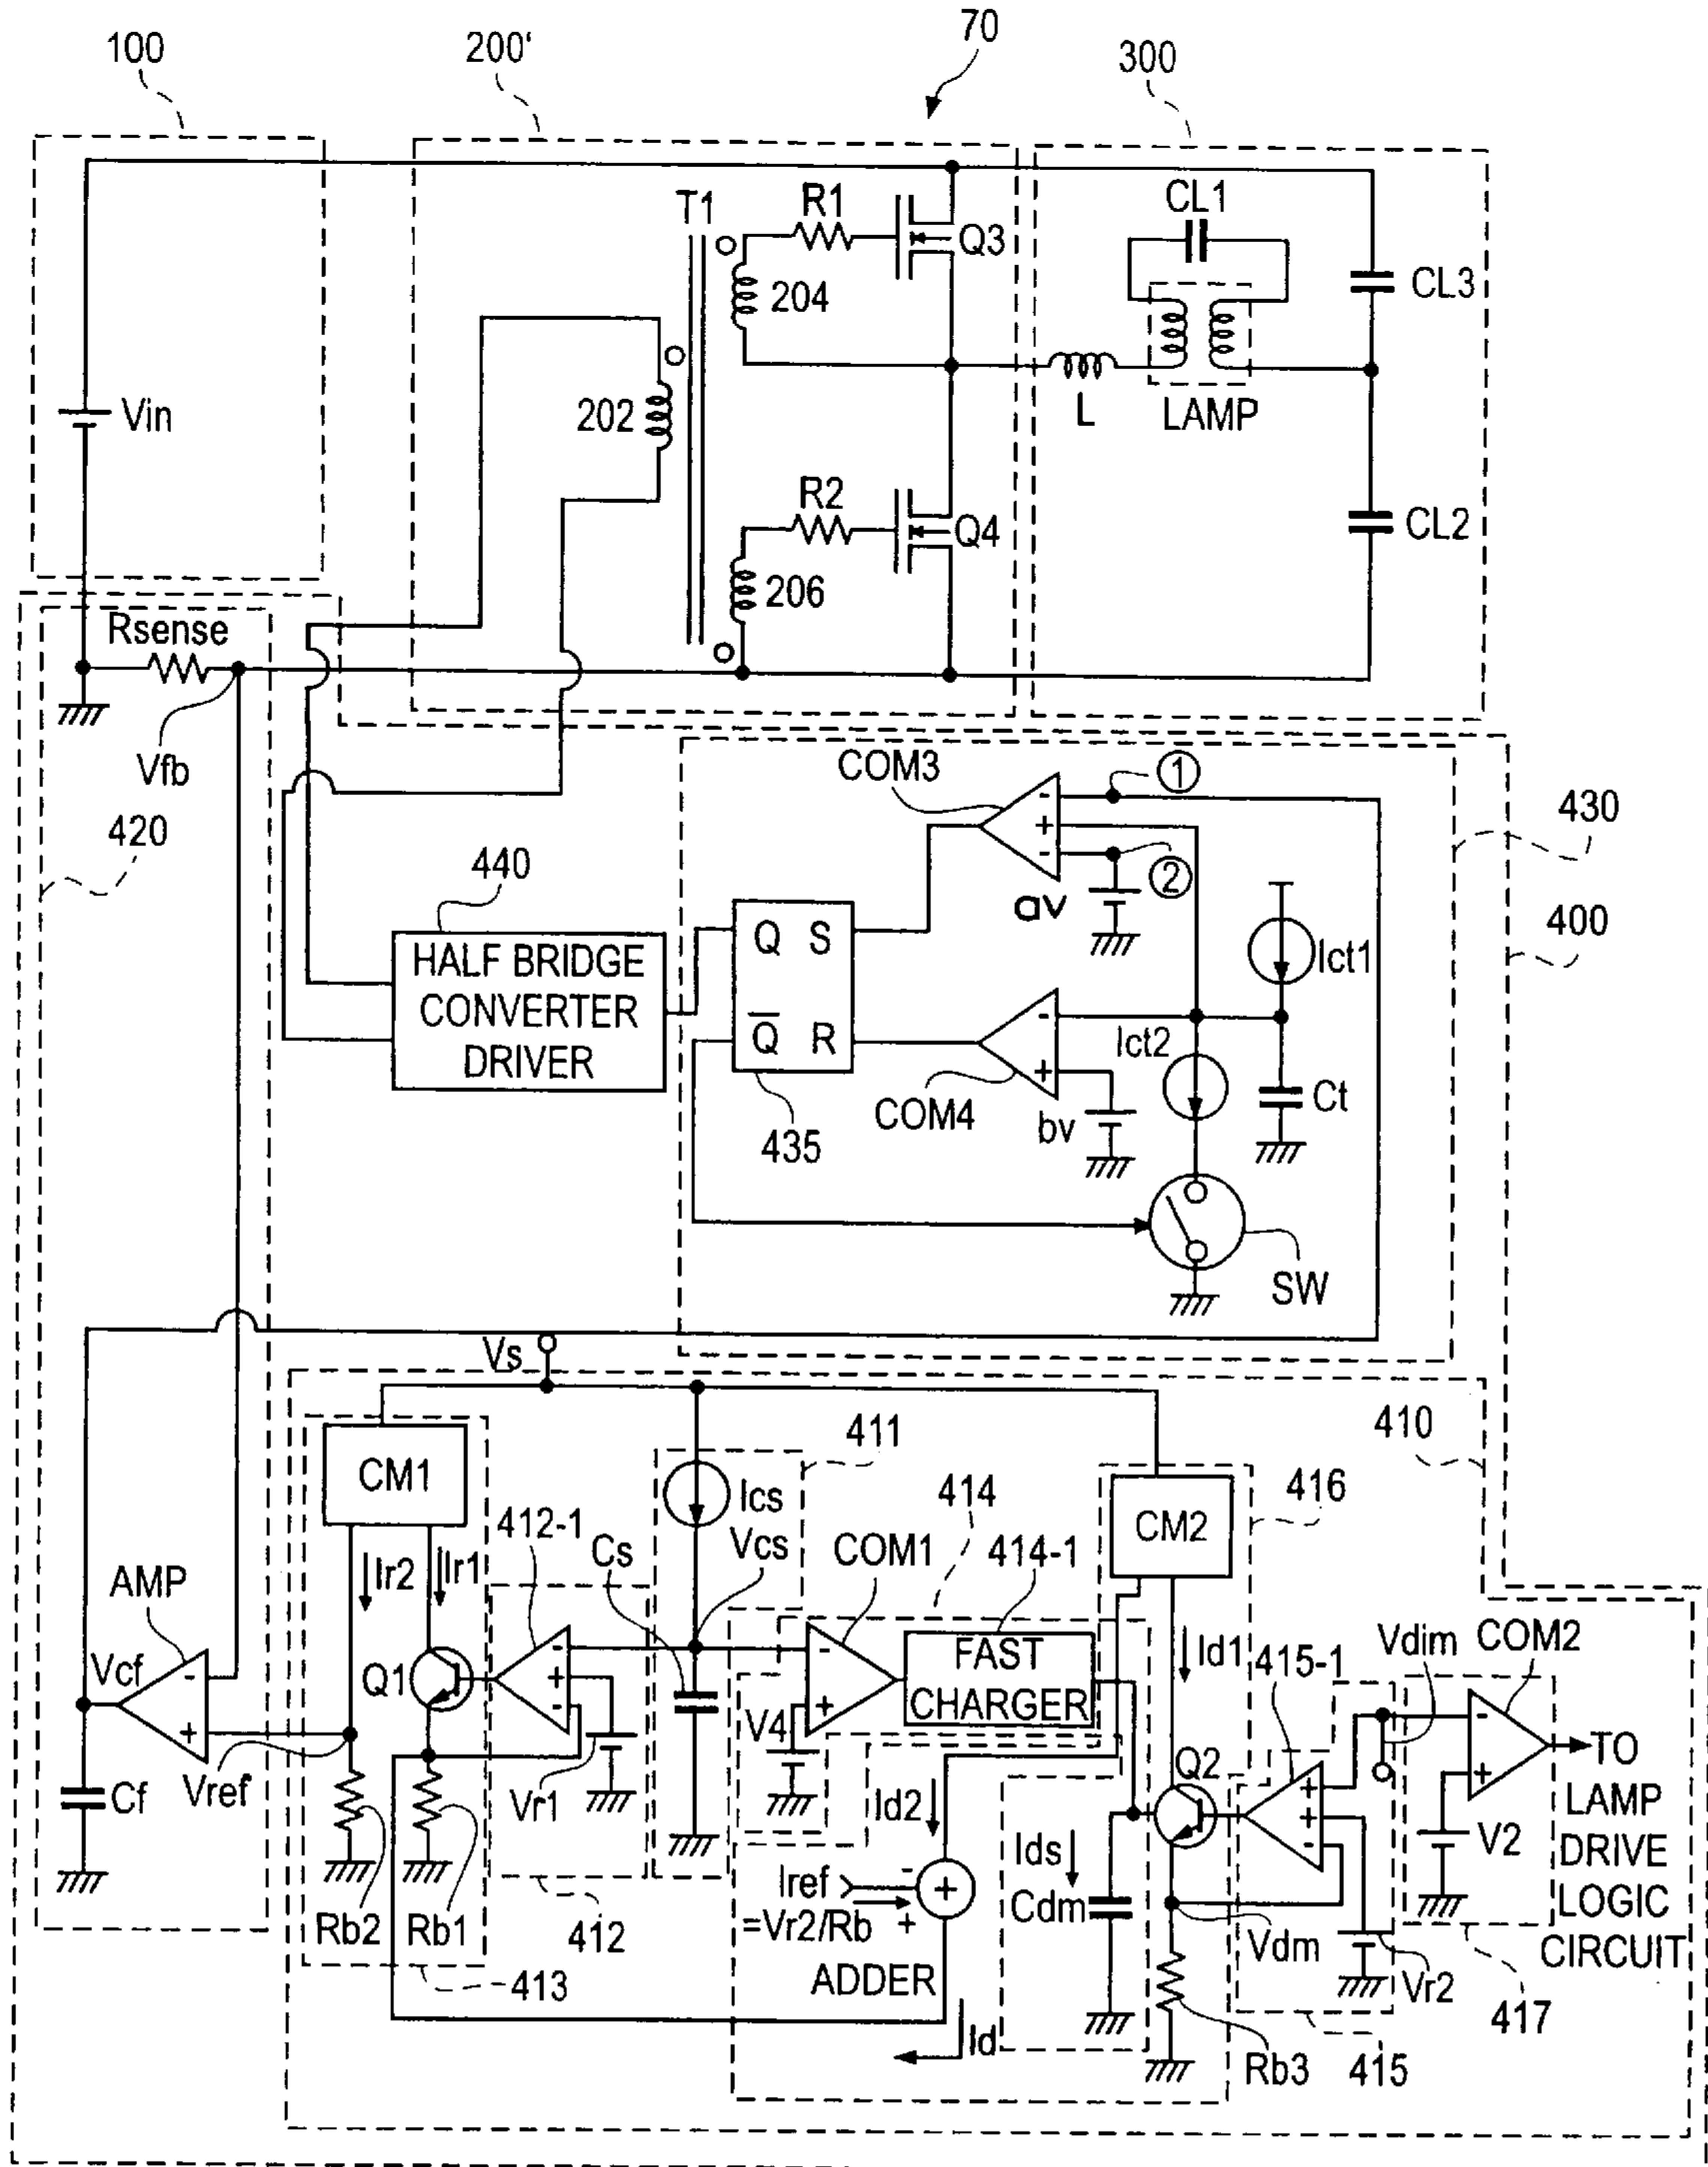 70
100
200'
300
T1
R1
Q3
CL1
204
CL3
Vin
202
L
LAMP
R2
Q4
CL2
206
Rsense
Vfb
COM3
-
1
+
-
2
av
420
430
440
400
HALF BRIDGE
CONVERTER
DRIVER
Q S
Q R
Ict1
-
Ict2
+
COM4
bv
Ct
435
SW
Vs
411
410
CM1
Ics
416
412-1
Cs
Vcs
COM1
414
414-1
CM2
AMP
Ir2
Ir1
Vcf
-
+
Q1
-
+
-
-
+
FAST
CHARGER
Id1
415-1
Vdim
COM2
V4
Q2
-
+
TO
LAMP
DRIVE
LOGIC
CIRCUIT
Cf
Vref
Vr1
Id2
+
+
-
V2
Rb2
Rb1
412
Iref
=Vr2/Rb
-
+
+
Ids
Cdm
Vdm
ADDER
413
Vr2
417
Id
Rb3
415